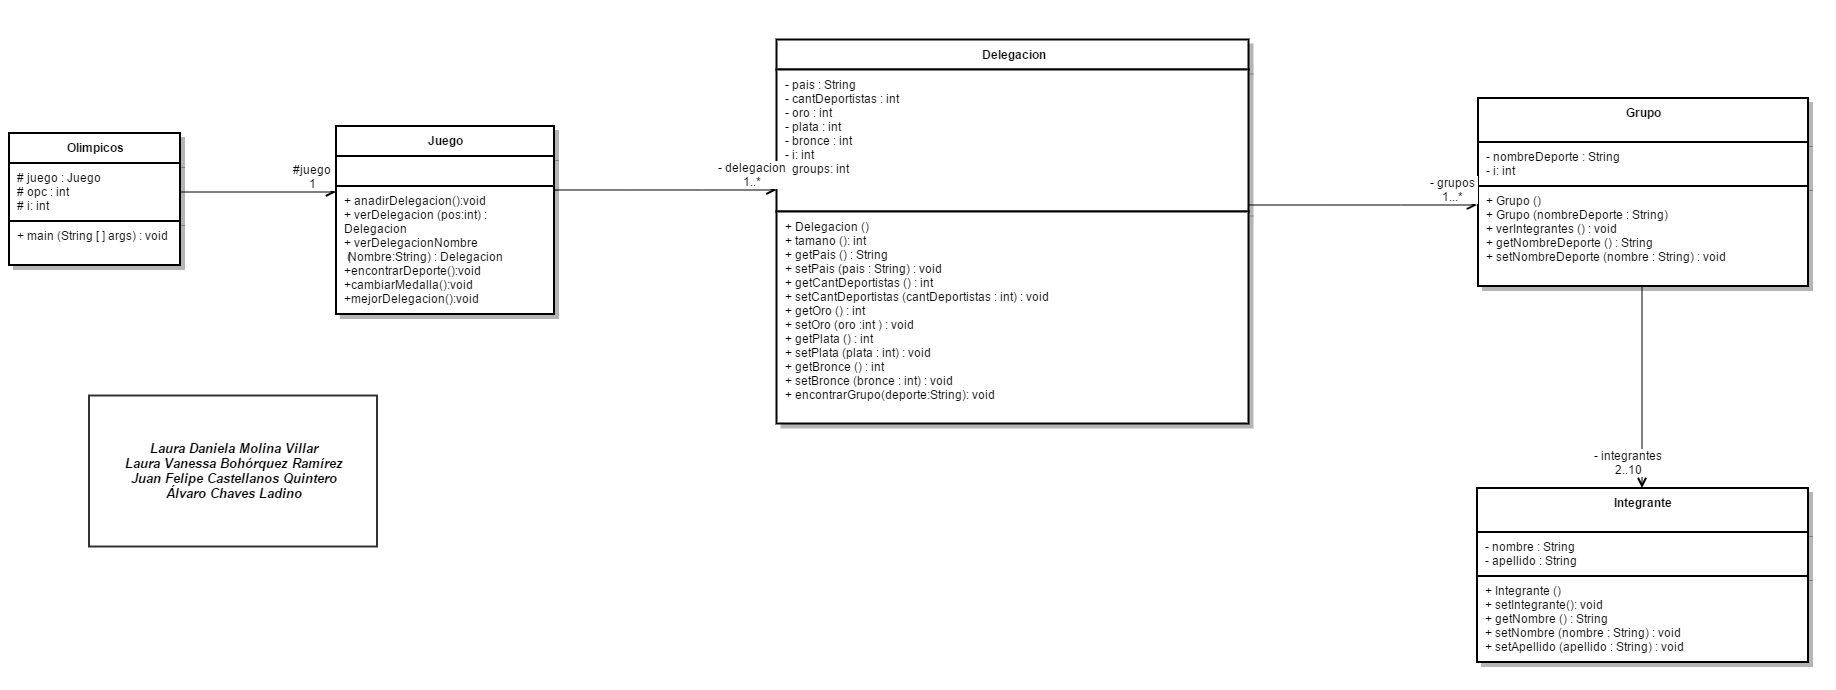 Olimpicos
# juego : Juego
# opc : int
# i: int
+ main (String [ ] args) : void
#juego
1
Juego
+ anadirDelegacion():void
+ verDelegacion (pos:int) :
Delegacion
+ verDelegacionNombre
(Nombre:String) : Delegacion
+encontrarDeporte():void
+cambiarMedalla():void
+mejorDelegacion():void
- delegacion
1..*
Delegacion
- pais : String
- cantDeportistas : int
- oro : int
- plata : int
- bronce : int
- i: int
groups: int
+ Delegacion ()
+ tamano (): int
+ getPais () : String
+ setPais (pais : String) : void
+ getCantDeportistas () : int
+ setCantDeportistas (cantDeportistas : int) : void
+ getOro () : int
+ setOro (oro :int ) : void
+ getPlata () : int
+ setPlata (plata : int) : void
+ getBronce () : int
+ setBronce (bronce : int) : void
+ encontrarGrupo(deporte:String): void
- grupos
1...*
Grupo
- nombreDeporte : String
- i: int
+ Grupo ()
+ Grupo (nombreDeporte : String)
+ verIntegrantes () : void
+ getNombreDeporte () : String
+ setNombreDeporte (nombre : String) : void
- integrantes
2..10
Integrante
- nombre : String
- apellido : String
+ Integrante ()
+ setIntegrante(): void
+ getNombre () : String
+ setNombre (nombre : String) : void
+ setApellido (apellido : String) : void
Laura Daniela Molina Villar
Laura Vanessa Bohórquez Ramírez
Juan Felipe Castellanos Quintero
Álvaro Chaves Ladino